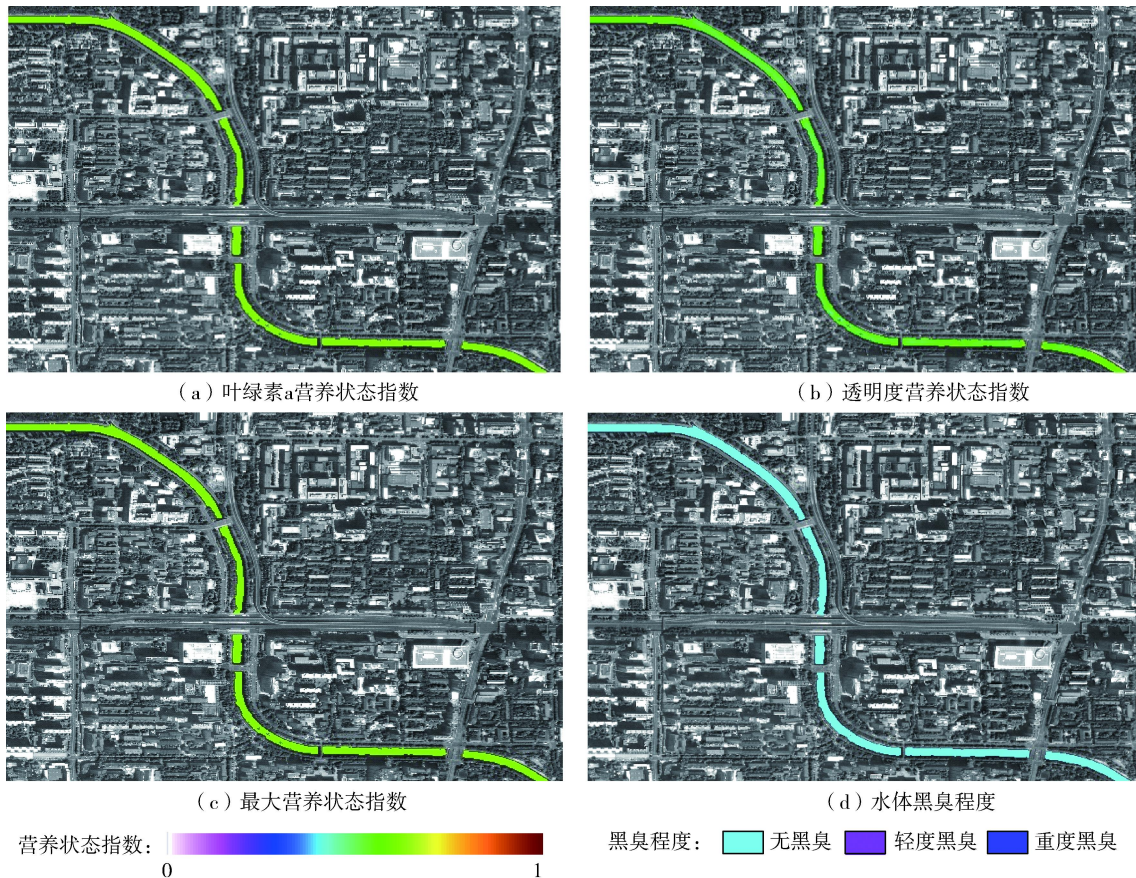 （a）叶绿素a营养状态指数
（b）透明度营养状态指数
（c）最大营养状态指数
（d）水体黑臭程度
营养状态指数：
0 1
黑臭程度： 无黑臭 轻度黑臭 重度黑臭